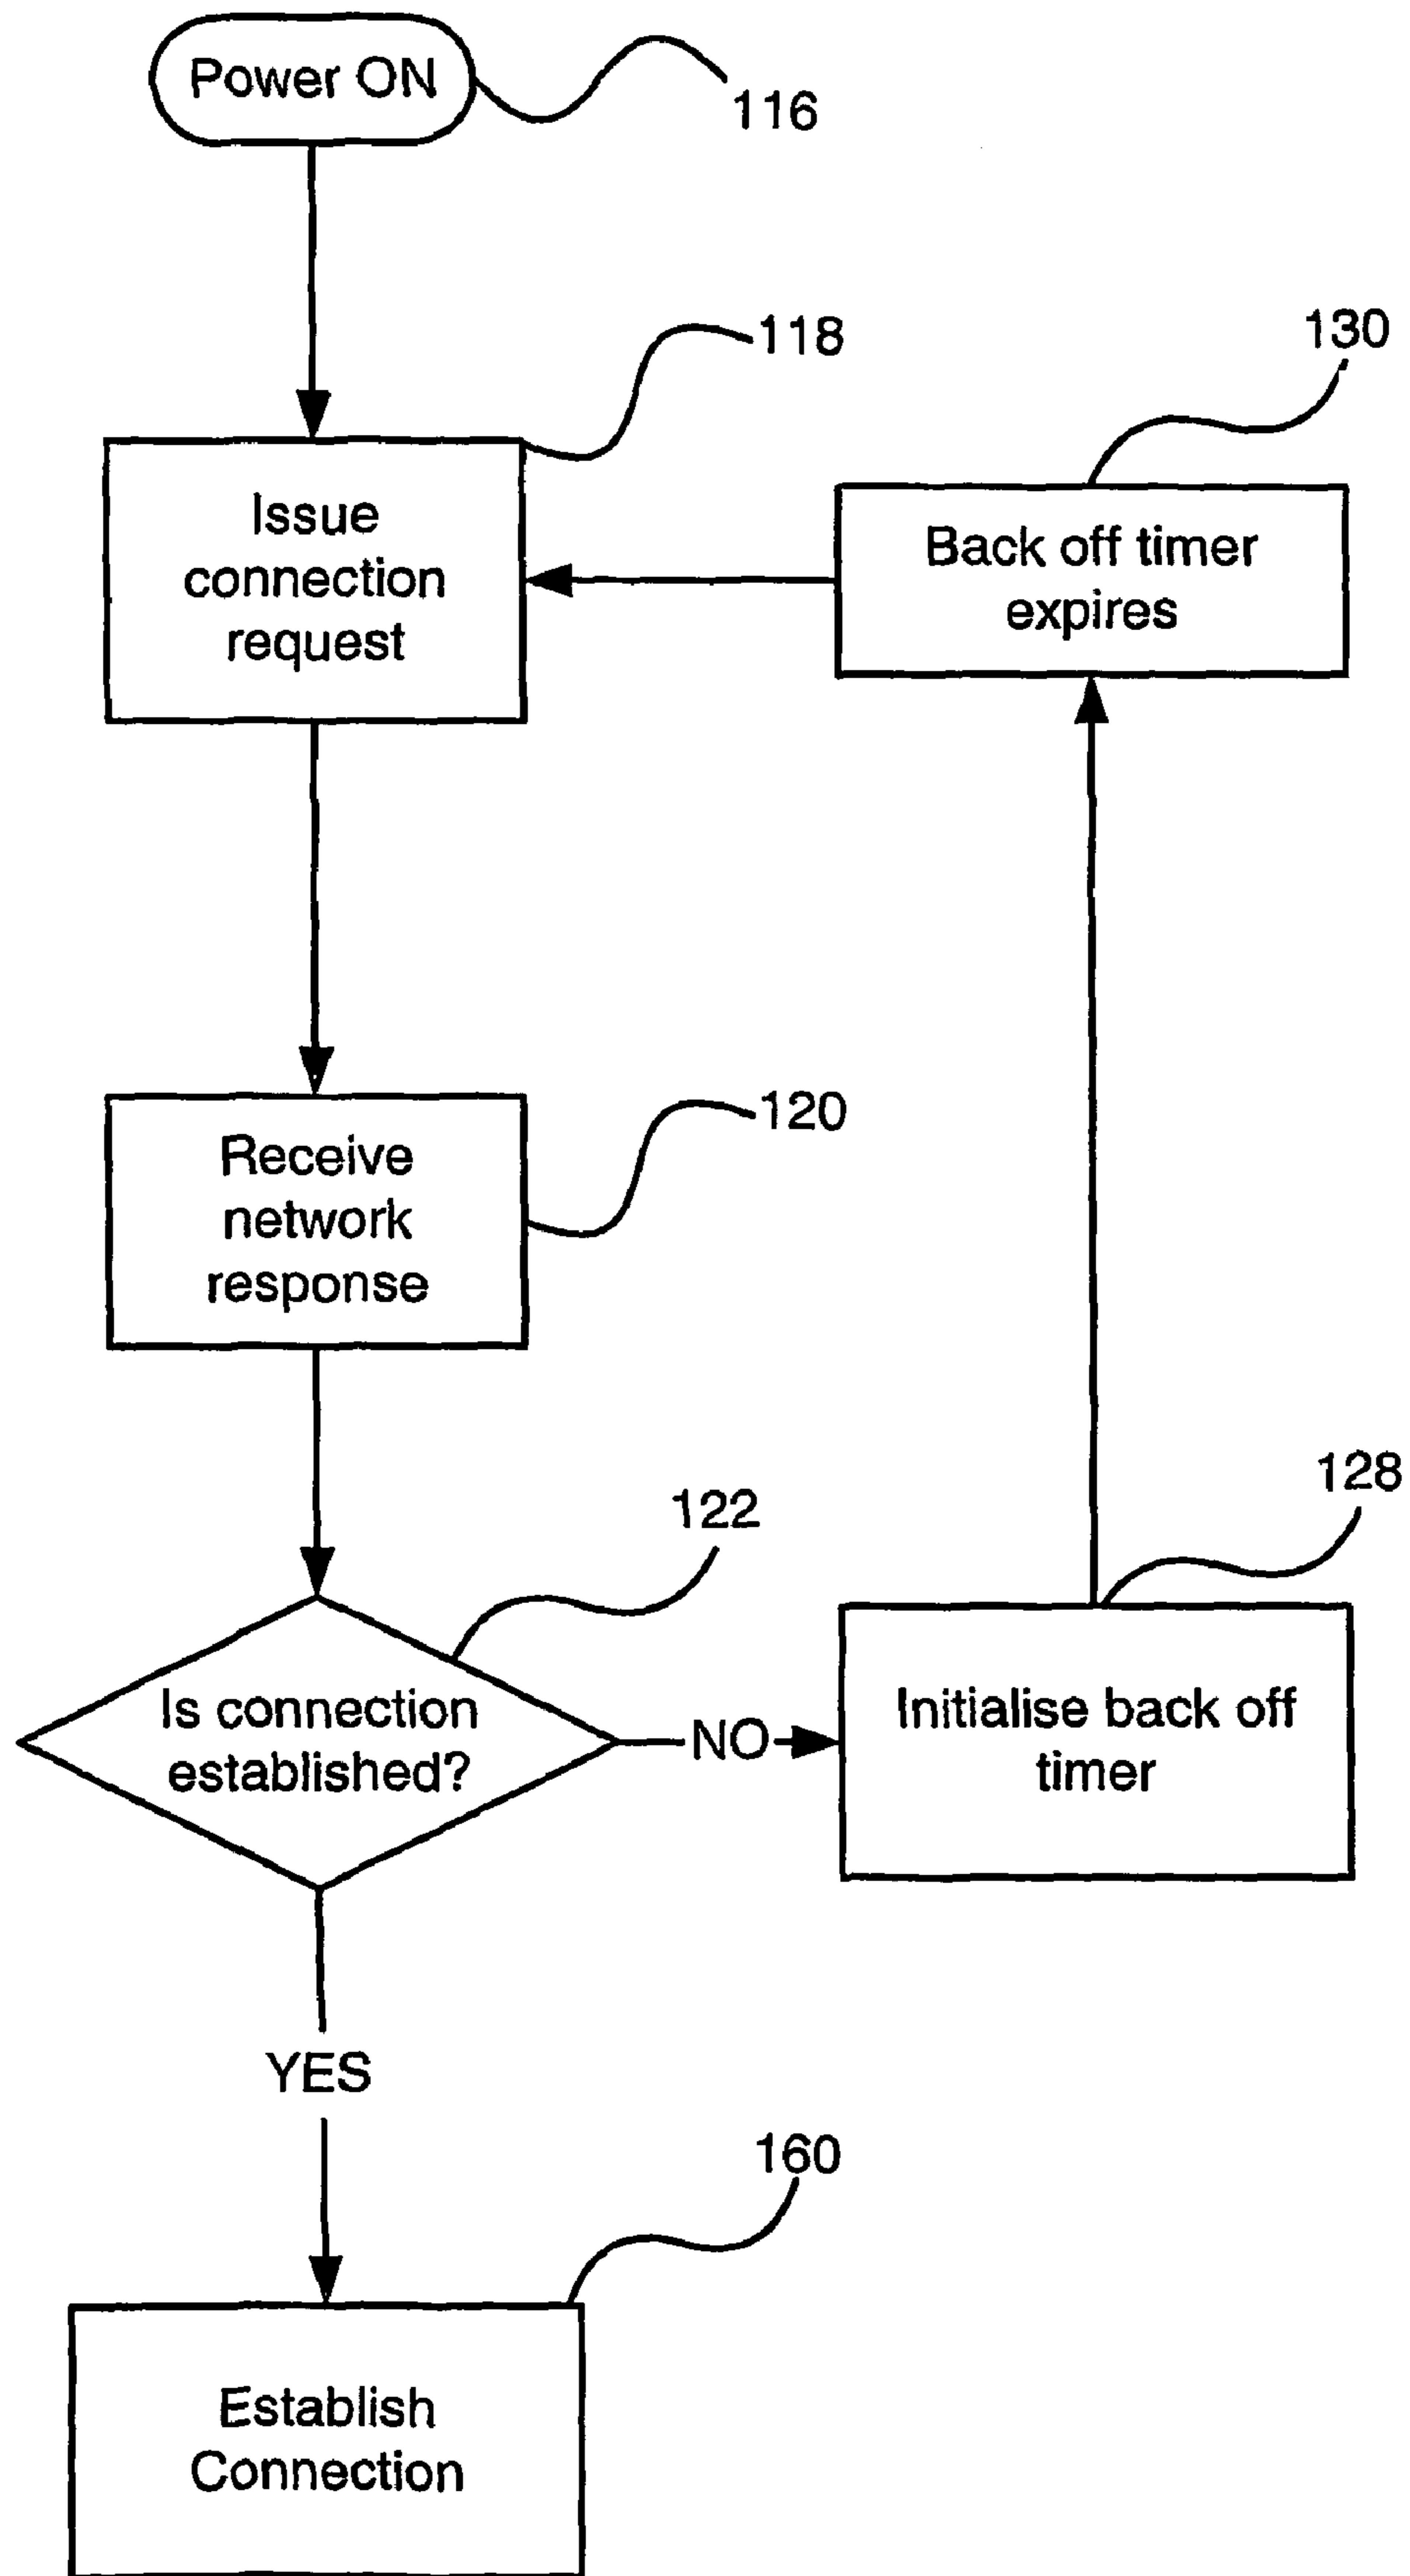 Power ON
116
118
130
Issue
connection
request
Back off timer
expires
120
Receive
network
response
122
128
Is connection
established?
NO
Initialise back off
timer
YES
160
Establish
Connection